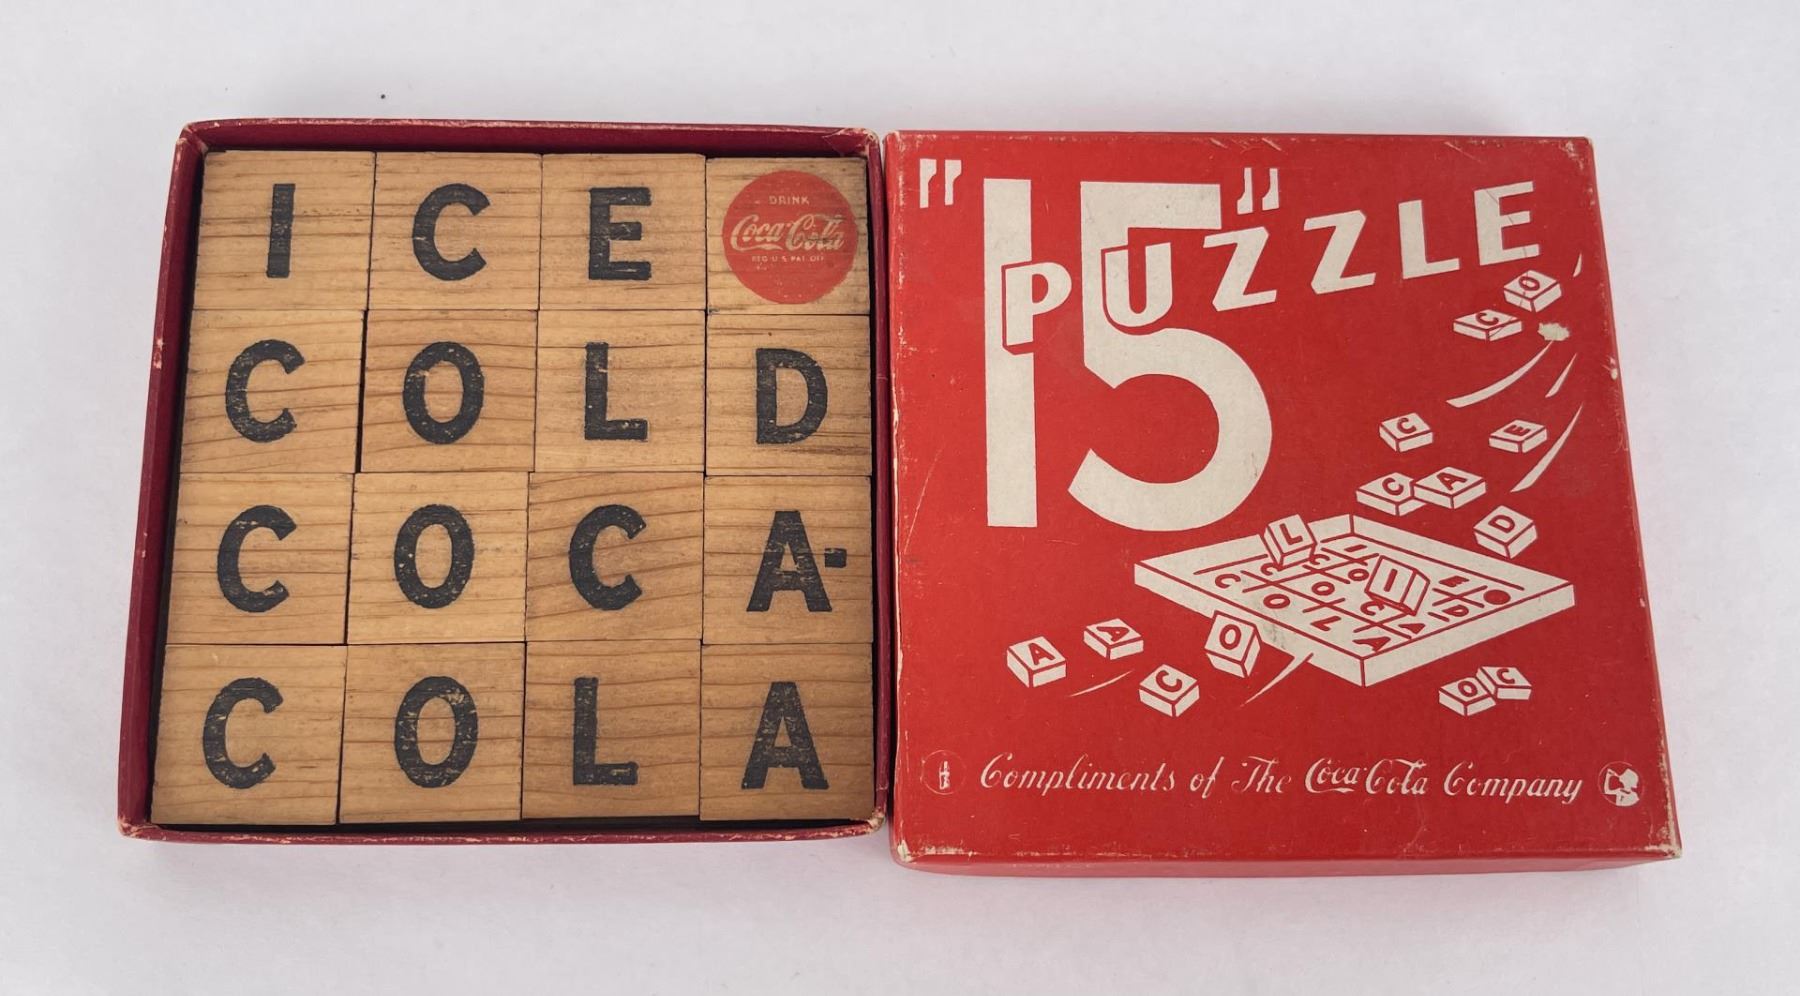 I C E DRINK Coca-Cola REG. U.S. PAT. OFF.
C O L D
C O C A-
C O L A
"15"
PUZZLE
O
C
C E
C A
D
L I I E
C C O D
C O C A
O L A
A A C O
O C
Compliments of The Coca-Cola Company